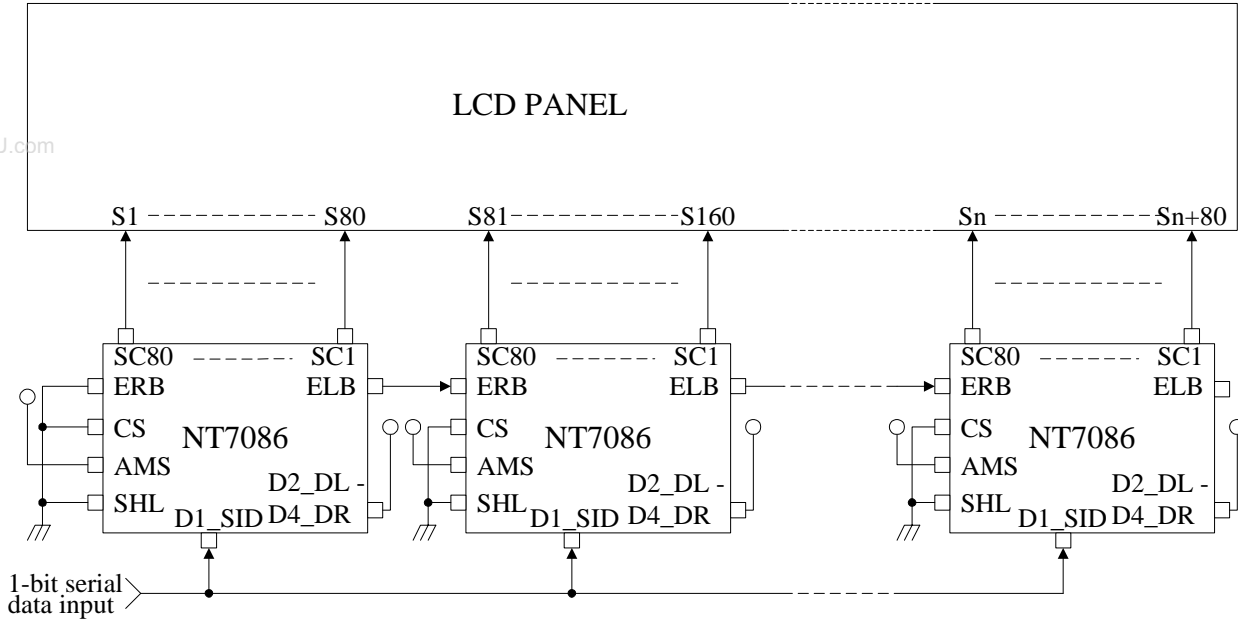 LCD PANEL
J.com
S1 S80 S81 S160 Sn Sn+80
SC80 SC1 SC80 SC1 SC80 SC1
ERB ELB ERB ELB ERB ELB
CS CS CS
NT7086 NT7086 NT7086
AMS AMS AMS
D2_DL - D2_DL - D2_DL -
SHL SHL SHL
D1_SID D4_DR D1_SID D4_DR D1_SID D4_DR
1-bit serial
data input